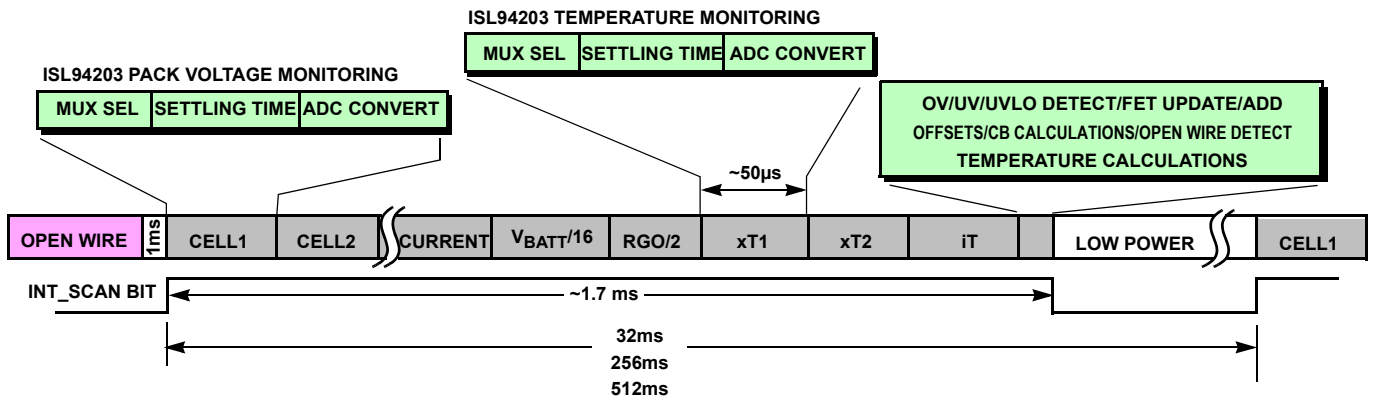 ISL94203 TEMPERATURE MONITORING
MUX SEL SETTLING TIME ADC CONVERT
ISL94203 PACK VOLTAGE MONITORING
MUX SEL SETTLING TIME ADC CONVERT
OV/UV/UVLO DETECT/FET UPDATE/ADD
OFFSETS/CB CALCULATIONS/OPEN WIRE DETECT
TEMPERATURE CALCULATIONS
~50µs
OPEN WIRE 1ms CELL1 CELL2 CURRENT VBATT/16 RGO/2 xT1 xT2 iT LOW POWER CELL1
INT_SCAN BIT
~1.7 ms
32ms
256ms
512ms